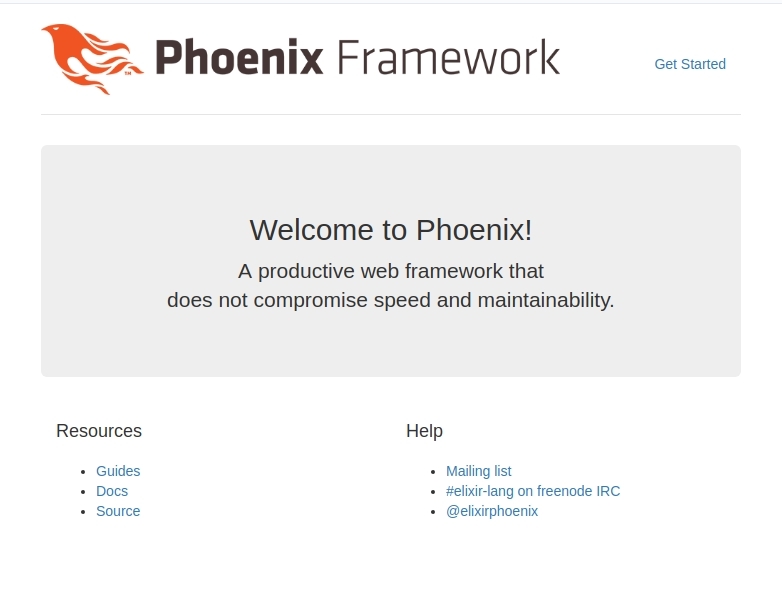 Phoenix Framework
TM
Get Started
Welcome to Phoenix!
A productive web framework that
does not compromise speed and maintainability.
Resources
Guides
Docs
Source
Help
Mailing list
#elixir-lang on freenode IRC
@elixirphoenix